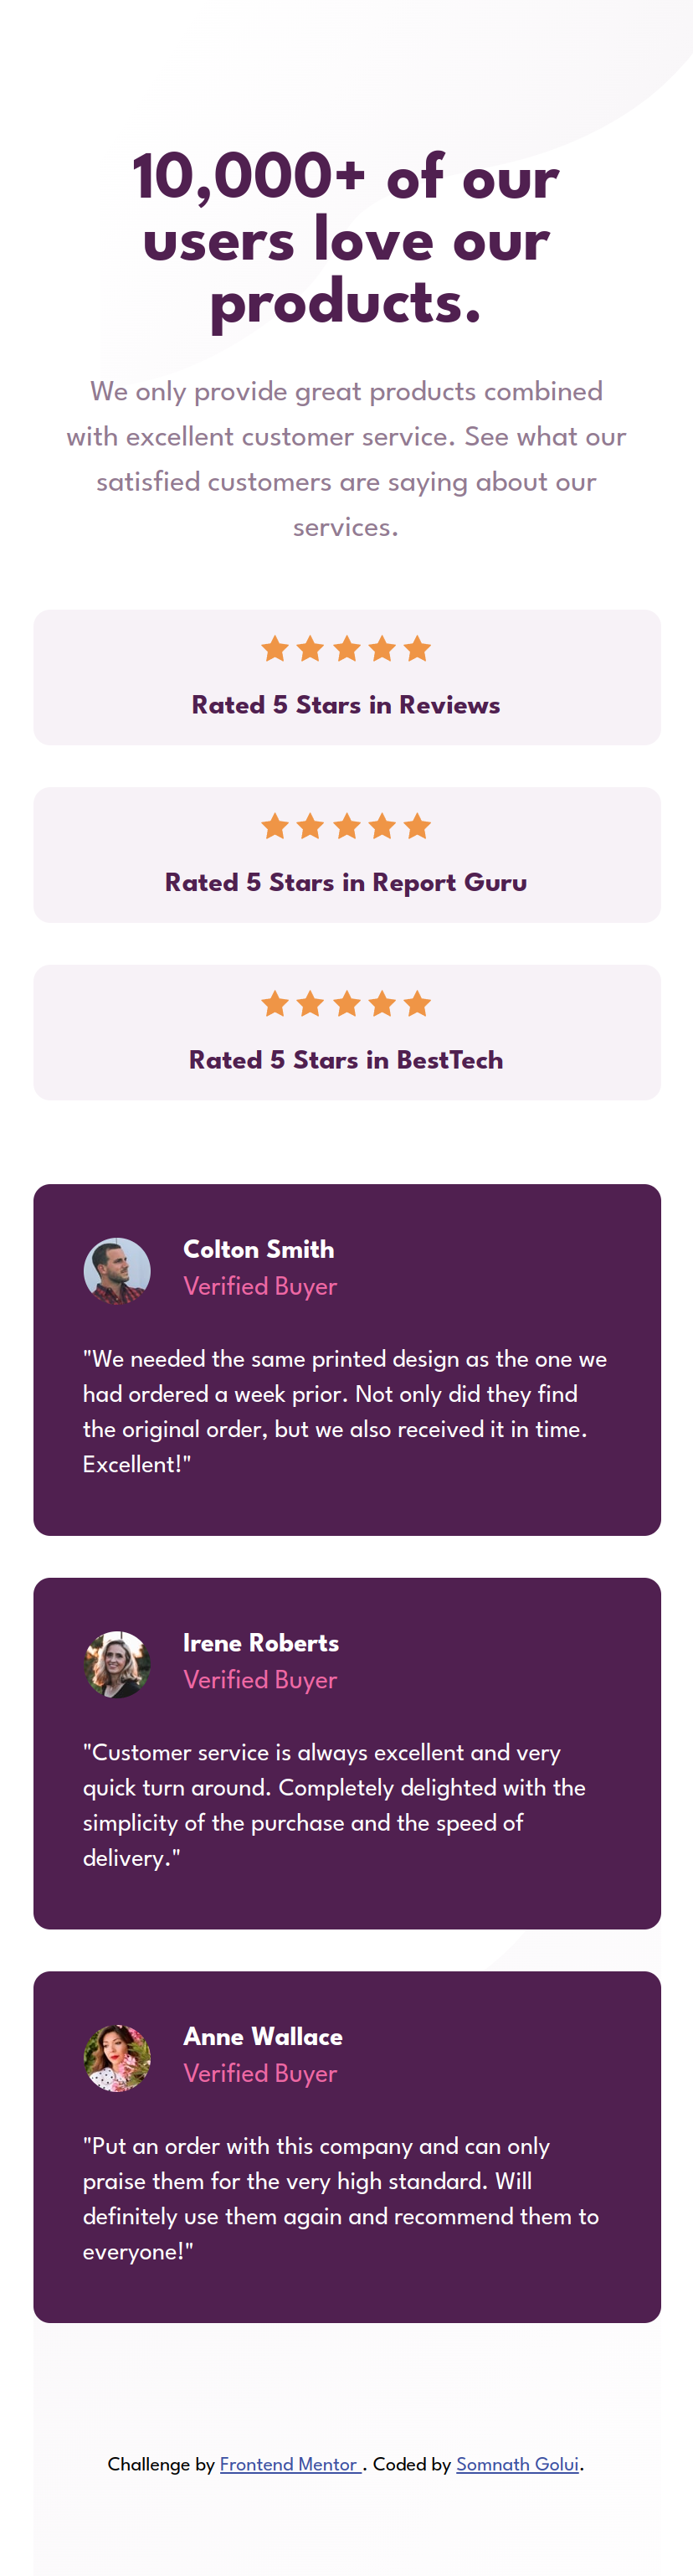 10,000+ of our
users love our
products.
We only provide great products combined
with excellent customer service. See what our
satisfied customers are saying about our
services.
Rated 5 Stars in Reviews
Rated 5 Stars in Report Guru
Rated 5 Stars in BestTech
Colton Smith
Verified Buyer
"We needed the same printed design as the one we
had ordered a week prior. Not only did they find
the original order, but we also received it in time.
Excellent!"
Irene Roberts
Verified Buyer
"Customer service is always excellent and very
quick turn around. Completely delighted with the
simplicity of the purchase and the speed of
delivery."
Anne Wallace
Verified Buyer
"Put an order with this company and can only
praise them for the very high standard. Will
definitely use them again and recommend them to
everyone!"
Challenge by Frontend Mentor . Coded by Somnath Golui.